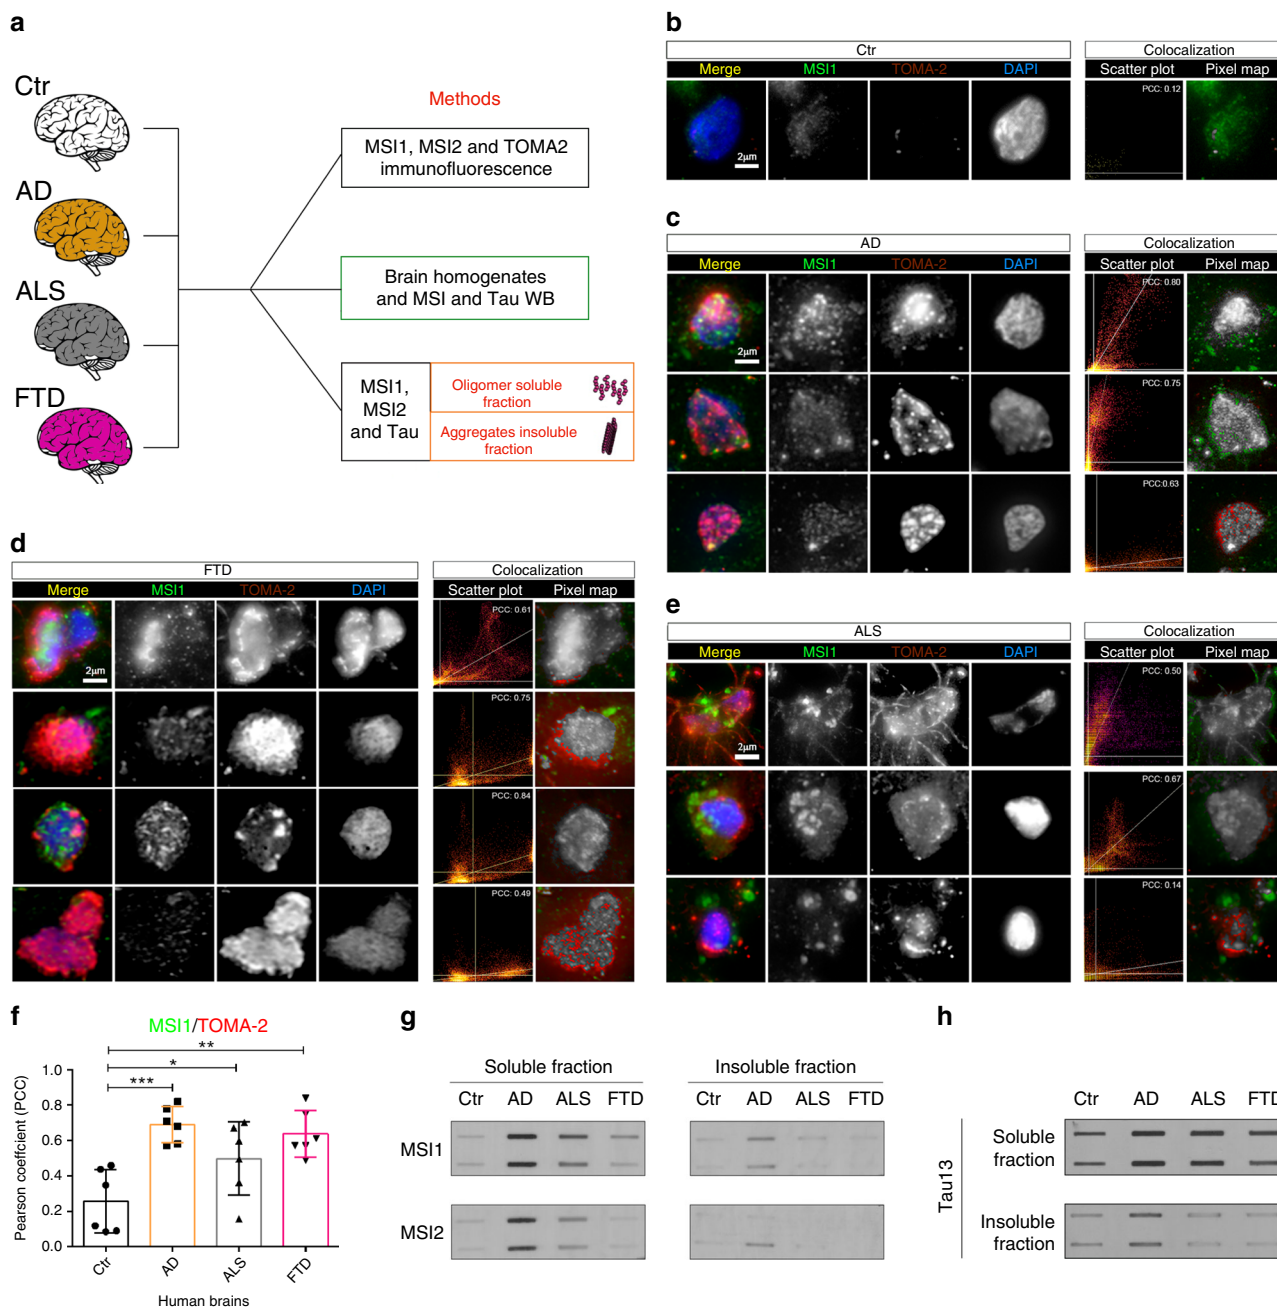 a
Ctr
AD
ALS
FTD
Methods
MSI1, MSI2 and TOMA2
immunofluorescence
Brain homogenates
and MSI and Tau WB
MSI1,
MSI2
and Tau
Oligomer soluble
fraction
Aggregates insoluble
fraction
b
Ctr
Colocalization
Merge MSI1 TOMA-2 DAPI Scatter plot Pixel map
2µm
PCC: 0.12
c
AD
Colocalization
Merge MSI1 TOMA-2 DAPI Scatter plot Pixel map
2µm
PCC: 0.80
PCC: 0.75
PCC:0.63
d
FTD
Colocalization
Merge MSI1 TOMA-2 DAPI Scatter plot Pixel map
2µm
PCC: 0.61
PCC: 0.75
PCC: 0.84
PCC: 0.49
e
ALS
Colocalization
Merge MSI1 TOMA-2 DAPI Scatter plot Pixel map
2µm
PCC: 0.50
PCC: 0.67
PCC: 0.14
f
MSI1/TOMA-2
**
*
***
Pearson coeffcient (PCC)
1.0
0.8
0.6
0.4
0.2
0.0
Ctr AD ALS FTD
Human brains
g
Soluble fraction Insoluble fraction
Ctr AD ALS FTD Ctr AD ALS FTD
MSI1
MSI2
h
Ctr AD ALS FTD
Tau13
Soluble
fraction
Insoluble
fraction